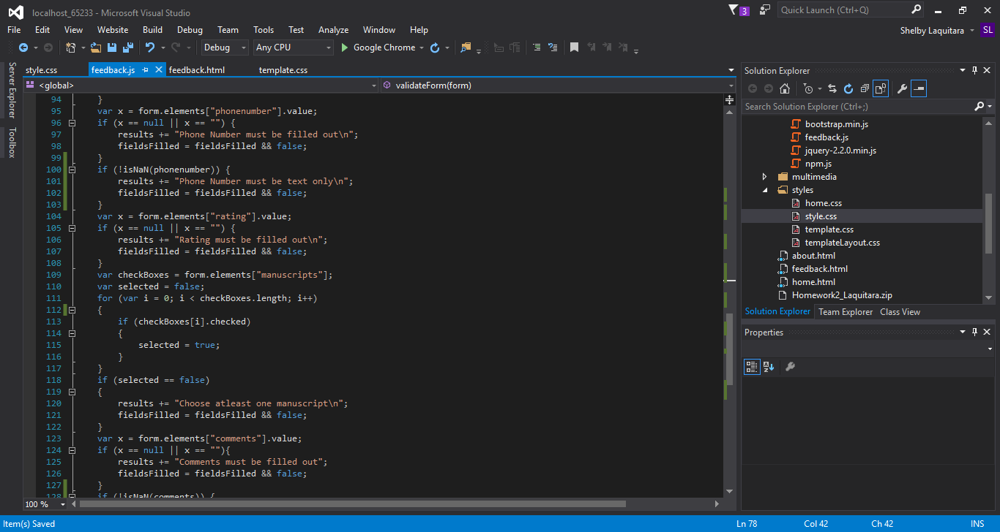 localhost_65233 - Microsoft Visual Studio
3
Quick Launch (Ctrl+Q)
File Edit View Website Build Debug Team Tools Test Analyze Window Help
Shelby Laquitara SL
Debug Any CPU Google Chrome
Server Explorer
Toolbox
style.css feedback.js feedback.html template.css
<global> validateForm(form)
94 }
95 var x = form.elements["phonenumber"].value;
96 if (x == null || x == "") {
97 results += "Phone Number must be filled out\n";
98 fieldsFilled = fieldsFilled && false;
99 }
100 if (!isNaN(phonenumber)) {
101 results += "Phone Number must be text only\n";
102 fieldsFilled = fieldsFilled && false;
103 }
104 var x = form.elements["rating"].value;
105 if (x == null || x == "") {
106 results += "Rating must be filled out\n";
107 fieldsFilled = fieldsFilled && false;
108 }
109 var checkBoxes = form.elements["manuscripts"];
110 var selected = false;
111 for (var i = 0; i < checkBoxes.length; i++)
112 {
113 if (checkBoxes[i].checked)
114 {
115 selected = true;
116 }
117 }
118 if (selected == false)
119 {
120 results += "Choose atleast one manuscript\n";
121 fieldsFilled = fieldsFilled && false;
122 }
123 var x = form.elements["comments"].value;
124 if (x == null || x == ""){
125 results += "Comments must be filled out";
126 fieldsFilled = fieldsFilled && false;
127 }
128 if (!isNaN(comments)) {
100 %
Solution Explorer
Search Solution Explorer (Ctrl+;)
bootstrap.min.js
feedback.js
jquery-2.2.0.min.js
npm.js
multimedia
styles
home.css
style.css
template.css
templateLayout.css
about.html
feedback.html
home.html
Homework2_Laquitara.zip
Solution Explorer Team Explorer Class View
Properties
Item(s) Saved Ln 78 Col 42 Ch 42 INS